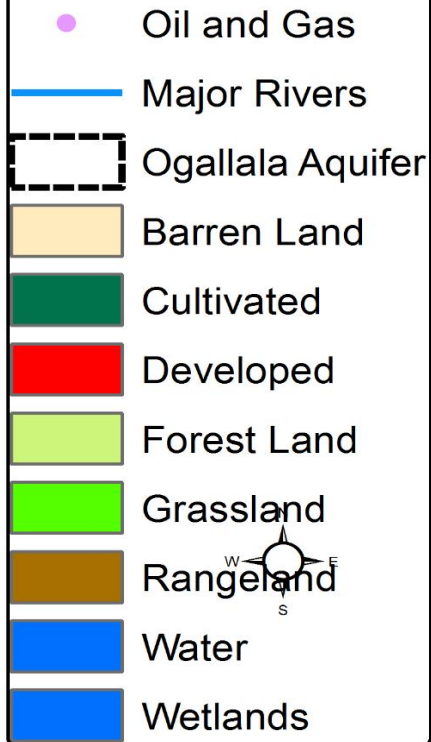 Oil and Gas
Major Rivers
Ogallala Aquifer
Barren Land
Cultivated
Developed
Forest Land
Grassland
N
W E
Rangeland
S
Water
Wetlands